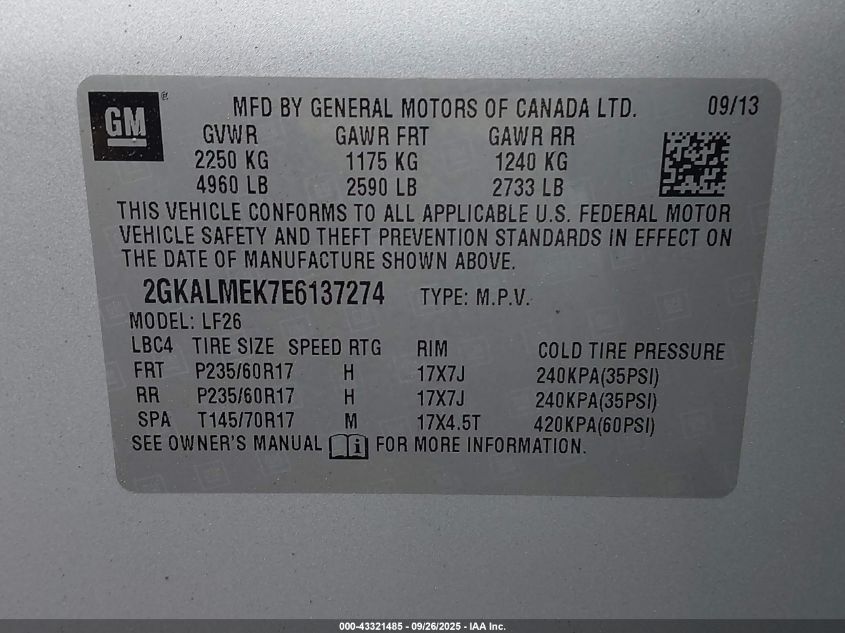 GM® MFD BY GENERAL MOTORS OF CANADA LTD. 09/13
GVWR GAWR FRT GAWR RR
2250 KG 1175 KG 1240 KG
4960 LB 2590 LB 2733 LB
THIS VEHICLE CONFORMS TO ALL APPLICABLE U.S. FEDERAL MOTOR
VEHICLE SAFETY AND THEFT PREVENTION STANDARDS IN EFFECT ON
THE DATE OF MANUFACTURE SHOWN ABOVE.
2GKALMEK7E6137274 TYPE: M.P.V.
MODEL: LF26
LBC4 TIRE SIZE SPEED RTG RIM COLD TIRE PRESSURE
FRT P235/60R17 H 17X7J 240KPA(35PSI)
RR P235/60R17 H 17X7J 240KPA(35PSI)
SPA T145/70R17 M 17X4.5T 420KPA(60PSI)
SEE OWNER'S MANUAL FOR MORE INFORMATION.
000-43321485 - 09/26/2025 - IAA Inc.